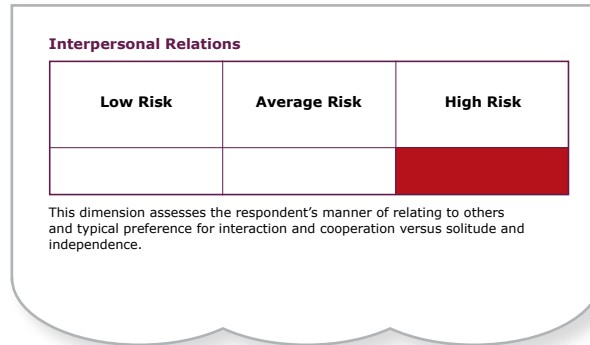 Interpersonal Relations
Low Risk
Average Risk
High Risk
This dimension assesses the respondent’s manner of relating to others
and typical preference for interaction and cooperation versus solitude and
independence.